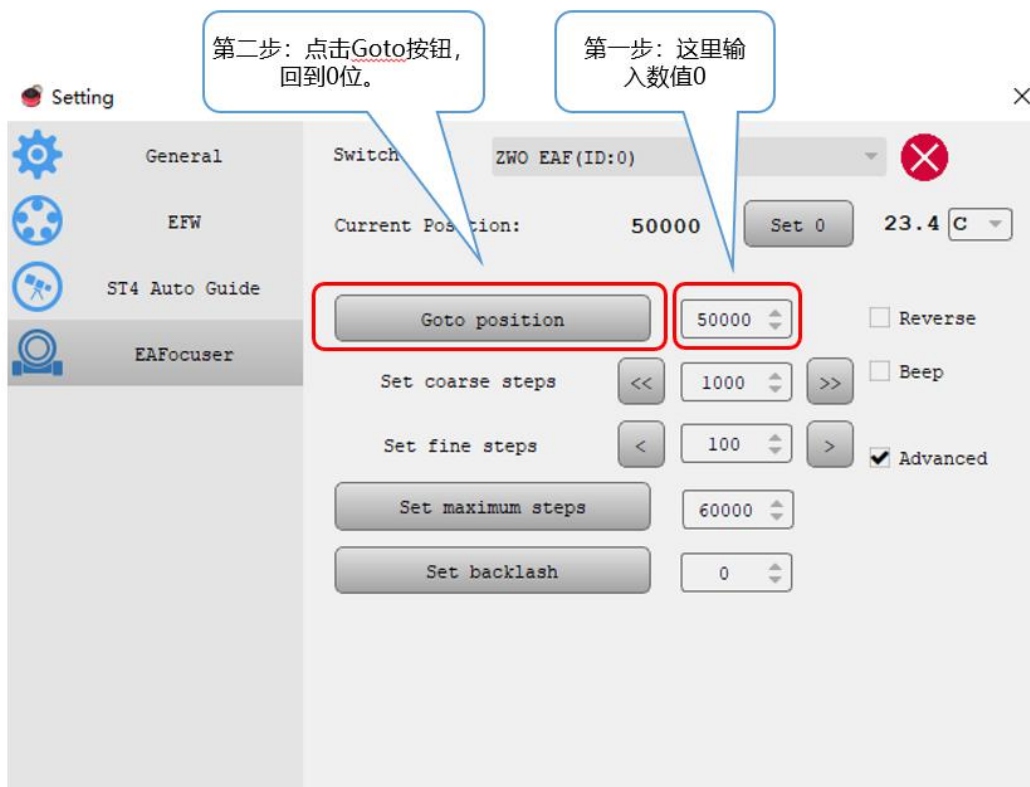 第二步：点击Goto按钮，
回到0位。
第一步：这里输
入数值0
Setting
General
EFW
ST4 Auto Guide
EAFocuser
Switch
ZWO EAF(ID:0)
Current Position:
50000
Set 0
23.4
C
Goto position
50000
Reverse
Set coarse steps
<<
1000
>>
Beep
Set fine steps
<
100
>
Advanced
Set maximum steps
60000
Set backlash
0